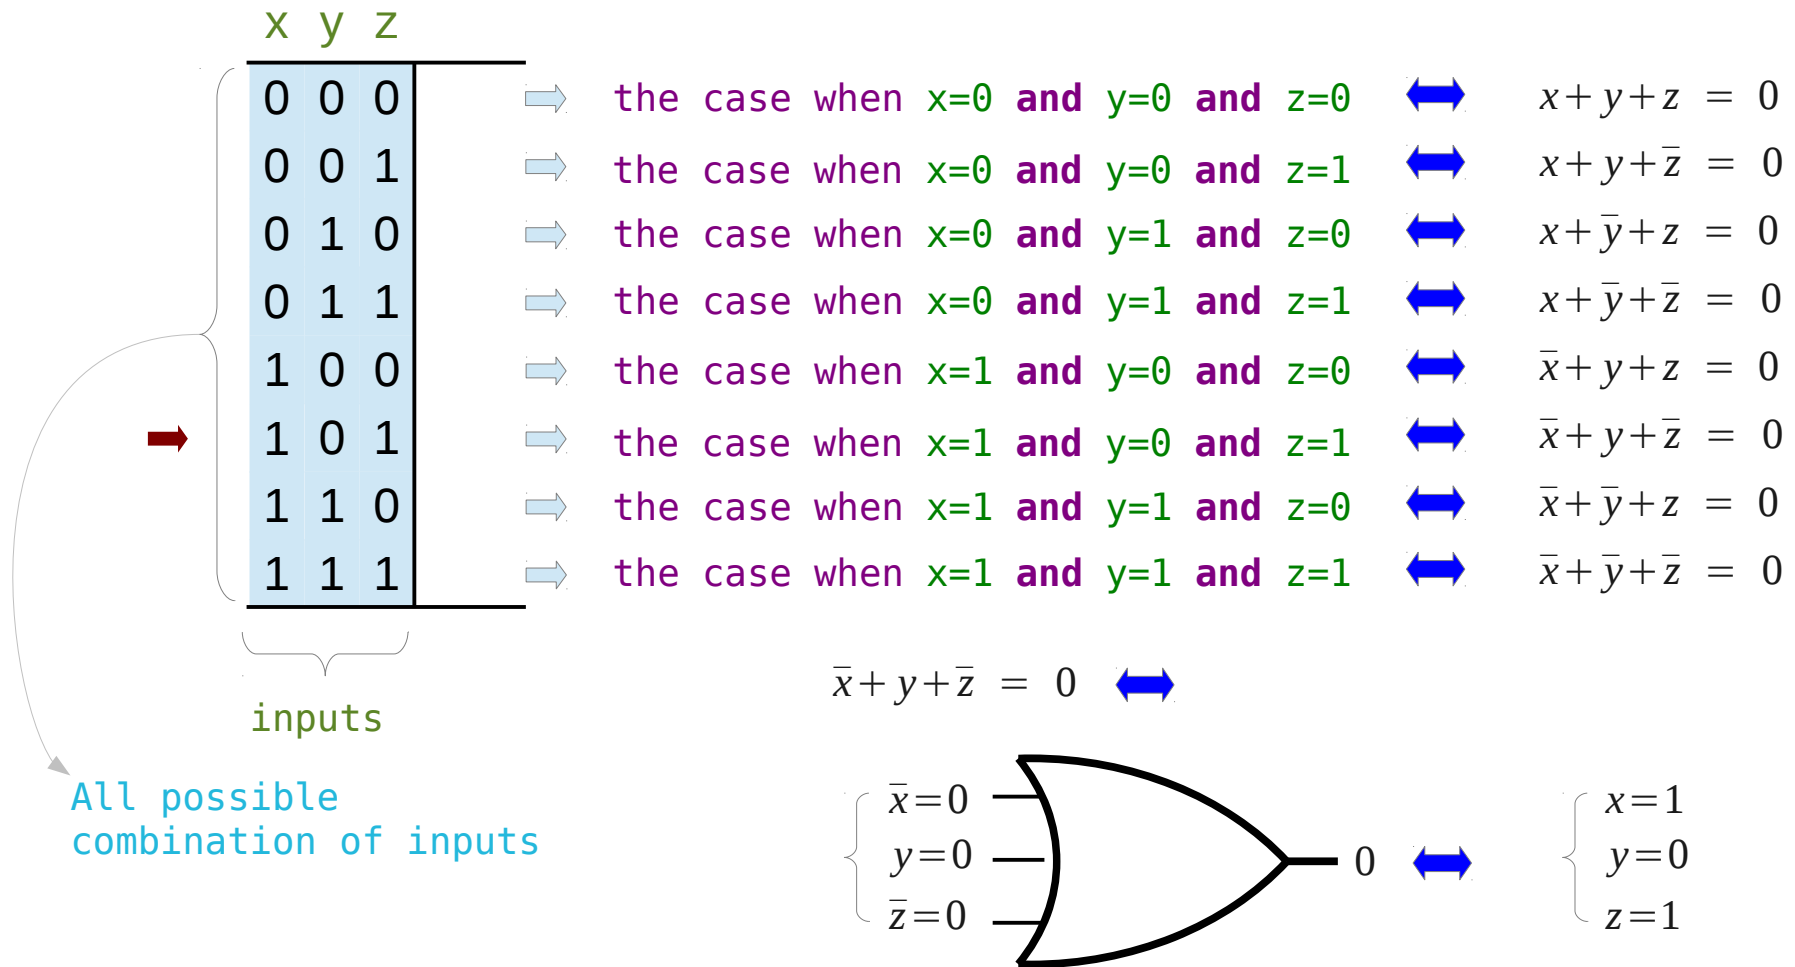 x y z
0 0 0 the case when x=0 and y=0 and z=0 x+y+z = 0
0 0 1 the case when x=0 and y=0 and z=1 x+y+z̅ = 0
0 1 0 the case when x=0 and y=1 and z=0 x+y̅+z = 0
0 1 1 the case when x=0 and y=1 and z=1 x+y̅+z̅ = 0
1 0 0 the case when x=1 and y=0 and z=0 x̅+y+z = 0
1 0 1 the case when x=1 and y=0 and z=1 x̅+y+z̅ = 0
1 1 0 the case when x=1 and y=1 and z=0 x̅+y̅+z = 0
1 1 1 the case when x=1 and y=1 and z=1 x̅+y̅+z̅ = 0
x̅+y+z̅ = 0
inputs
All possible
combination of inputs
x̅=0
y=0
z̅=0
0
x=1
y=0
z=1